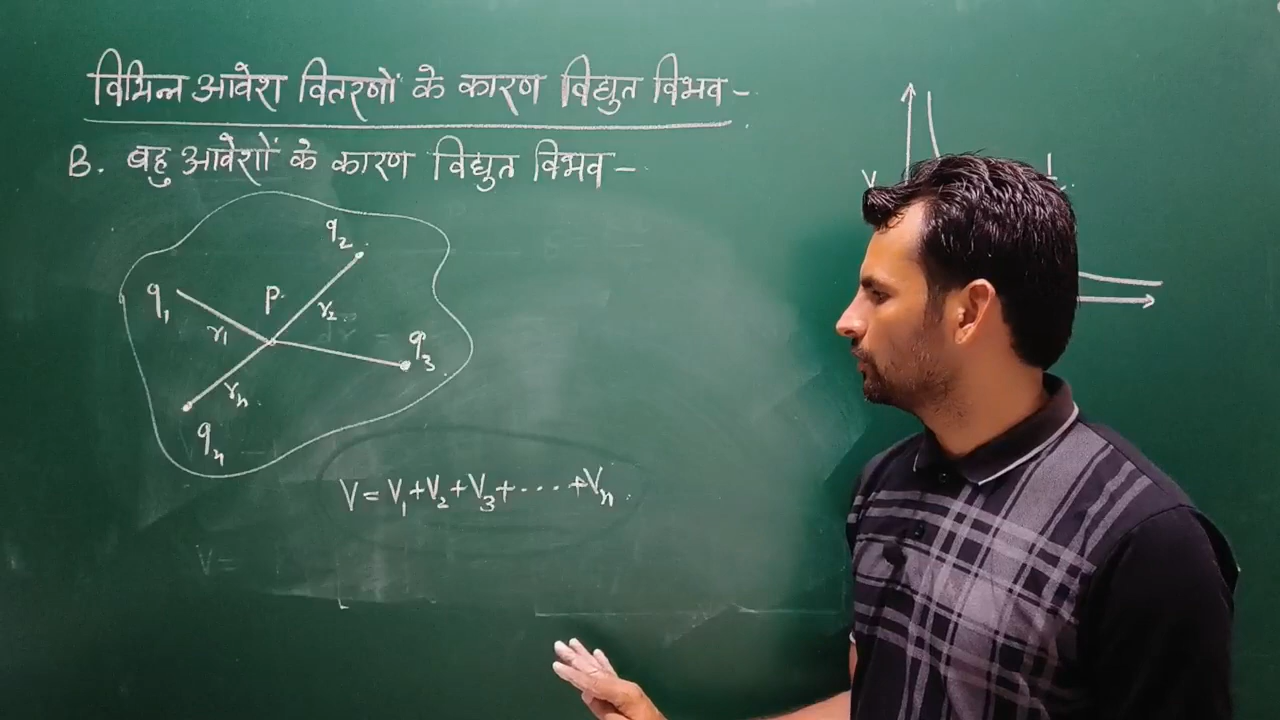 विभिन्न आवेश वितरणों के कारण विद्युत विभव –
B. बहु आवेशों के कारण विद्युत विभव –
q₂
q₁ P r₂
r₁ q₃
rₙ
qₙ
V = V₁ + V₂ + V₃ + .... + Vₙ .
V =
V